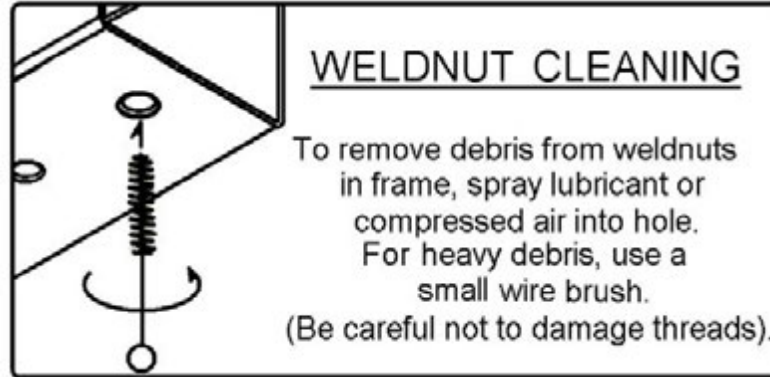 WELDNUT CLEANING
To remove debris from weldnuts
in frame, spray lubricant or
compressed air into hole.
For heavy debris, use a
small wire brush.
(Be careful not to damage threads).